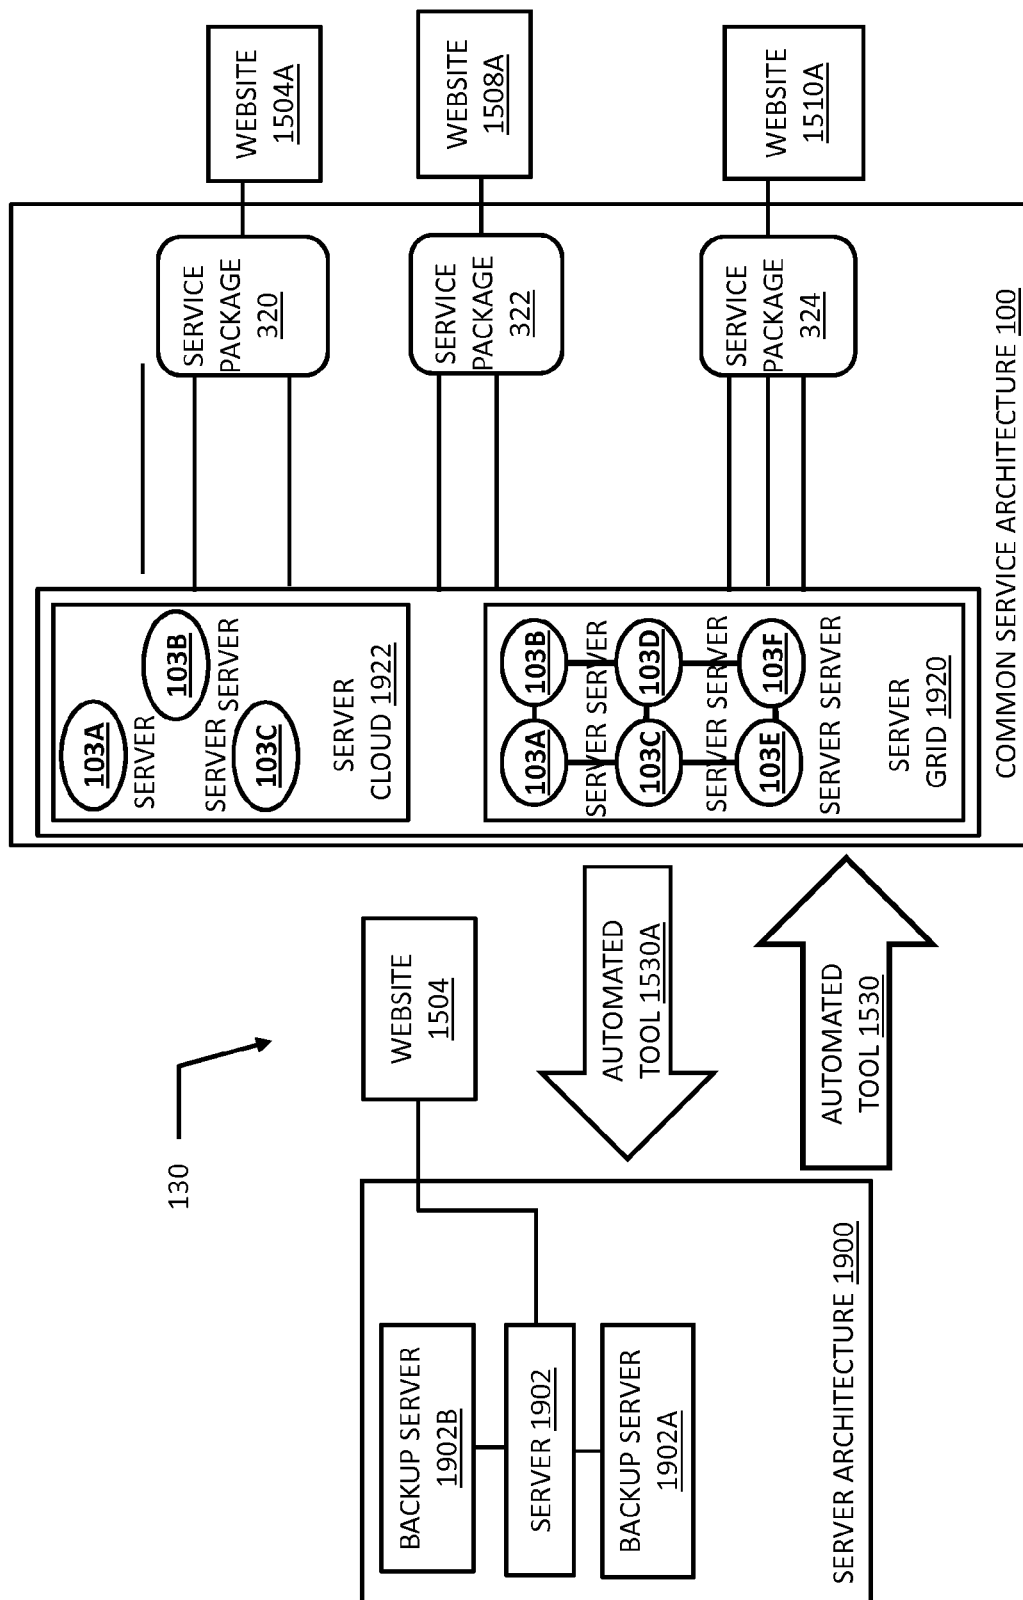 130
BACKUP SERVER
1902B
SERVER 1902
BACKUP SERVER
1902A
SERVER ARCHITECTURE 1900
WEBSITE
1504
AUTOMATED
TOOL 1530A
AUTOMATED
TOOL 1530
103A
SERVER
103B
SERVER
SERVER
103C
SERVER
CLOUD 1922
103A
103B
SERVER
SERVER
103C
103D
SERVER
SERVER
103E
103F
SERVER
SERVER
SERVER
GRID 1920
COMMON SERVICE ARCHITECTURE 100
SERVICE
PACKAGE
320
SERVICE
PACKAGE
322
SERVICE
PACKAGE
324
WEBSITE
1504A
WEBSITE
1508A
WEBSITE
1510A